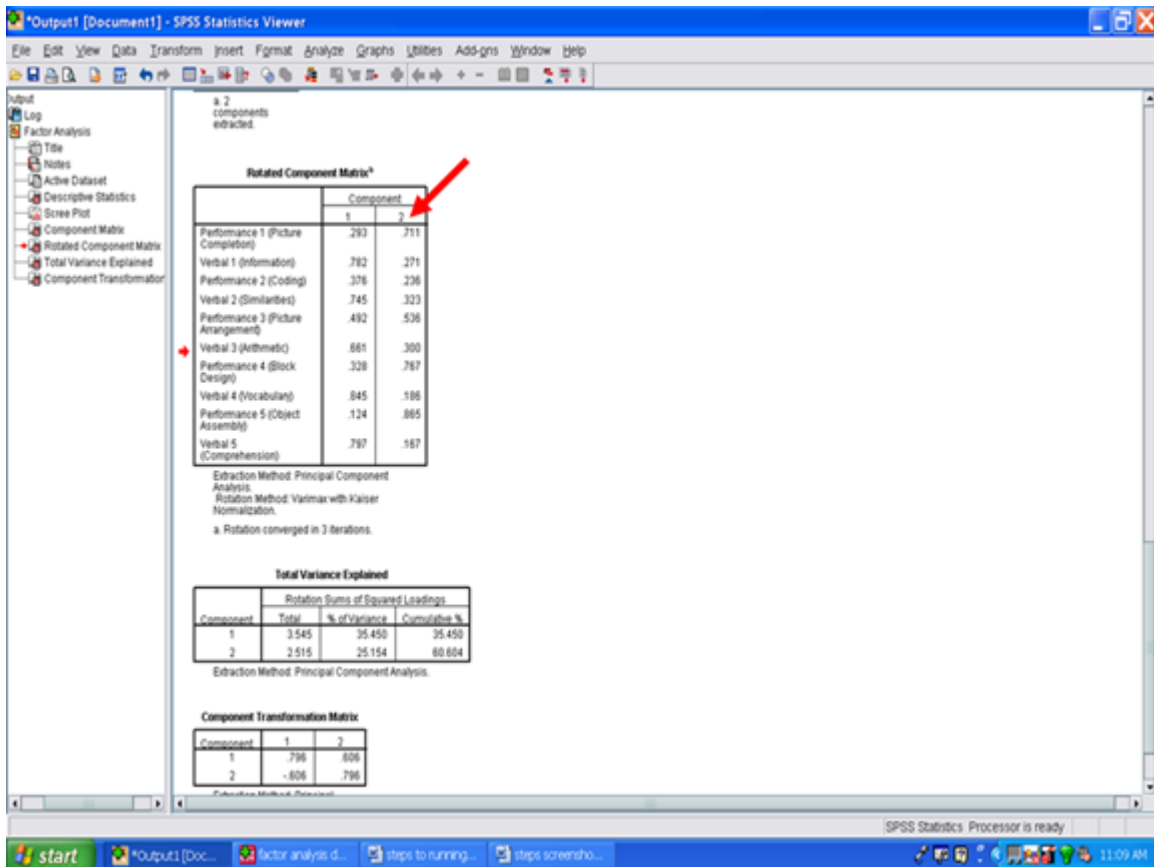 *Output1 [Document1] - SPSS Statistics Viewer
File Edit View Data Transform Insert Format Analyze Graphs Utilities Add-ons Window Help
Output
Log
Factor Analysis
Title
Notes
Active Dataset
Descriptive Statistics
Scree Plot
Component Matrix
Rotated Component Matrix
Total Variance Explained
Component Transformation
a. 2
components
extracted.
Rotated Component Matrixᵃ
Component
1 2
Performance 1 (Picture .293 .711
Completion)
Verbal 1 (Information) .782 .271
Performance 2 (Coding) .376 .236
Verbal 2 (Similarities) .745 .323
Performance 3 (Picture .492 .536
Arrangement)
Verbal 3 (Arithmetic) .661 .300
Performance 4 (Block .328 .767
Design)
Verbal 4 (Vocabulary) .845 .186
Performance 5 (Object .124 .865
Assembly)
Verbal 5 .797 .167
(Comprehension)
Extraction Method: Principal Component
Analysis.
Rotation Method: Varimax with Kaiser
Normalization.
a. Rotation converged in 3 iterations.
Total Variance Explained
Rotation Sums of Squared Loadings
Component Total % of Variance Cumulative %
1 3.545 35.450 35.450
2 2.515 25.154 60.604
Extraction Method: Principal Component Analysis.
Component Transformation Matrix
Component 1 2
1 .796 .606
2 -.606 .796
Extraction Method: Principal
SPSS Statistics Processor is ready
start *Output1 [Doc... factor analysis d... steps to running... steps screensho... 11:09 AM